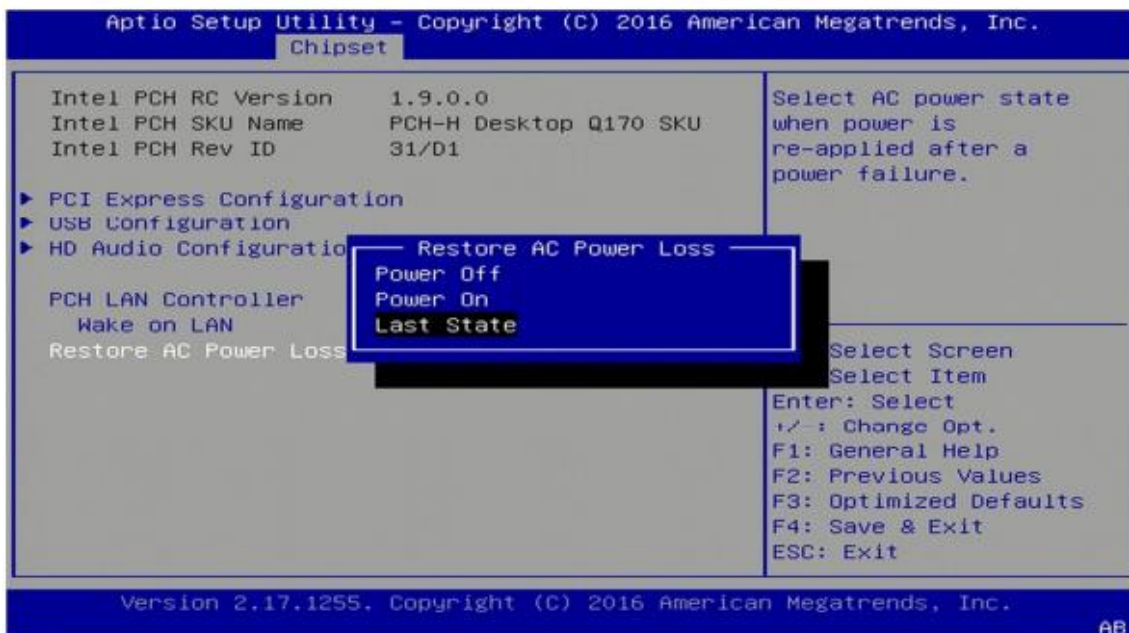 Aptio Setup Utility – Copyright (C) 2016 American Megatrends, Inc.
Chipset
Intel PCH RC Version 1.9.0.0
Intel PCH SKU Name PCH-H Desktop Q170 SKU
Intel PCH Rev ID 31/D1
► PCI Express Configuration
► USB Configuration
► HD Audio Configuratio
PCH LAN Controller
Wake on LAN
Restore AC Power Loss
Restore AC Power Loss
Power Off
Power On
Last State
Select AC power state
when power is
re-applied after a
power failure.
Select Screen
Select Item
Enter: Select
+/-: Change Opt.
F1: General Help
F2: Previous Values
F3: Optimized Defaults
F4: Save & Exit
ESC: Exit
Version 2.17.1255. Copyright (C) 2016 American Megatrends, Inc.
AB